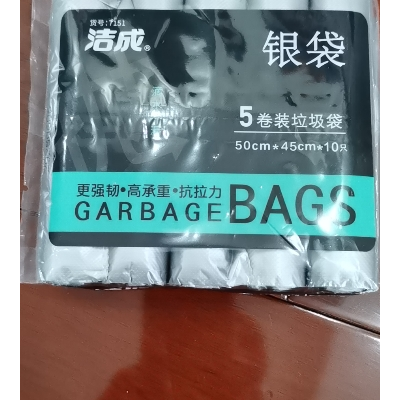 货号:7151
洁成®
银袋
5卷装垃圾袋
50cm*45cm*10只
更强韧•高承重•抗拉力
GARBAGE BAGS